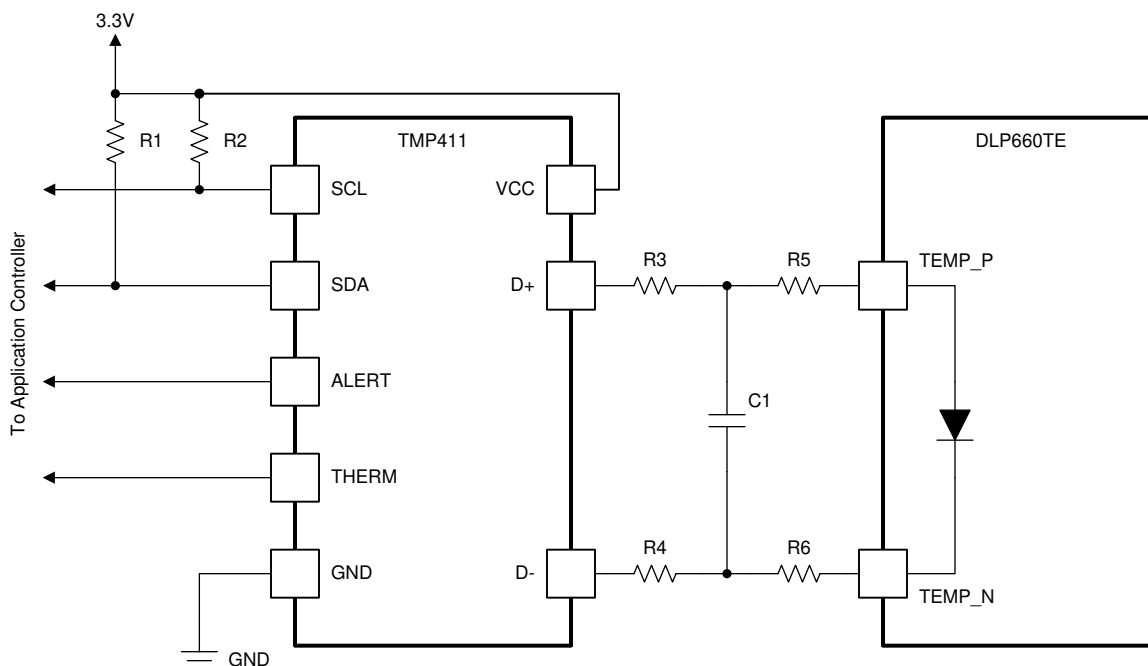 3.3V
R1
R2
TMP411
DLP660TE
SCL
VCC
R3
R5
TEMP_P
SDA
D+
To Application Controller
ALERT
C1
THERM
R4
R6
GND
D-
TEMP_N
GND